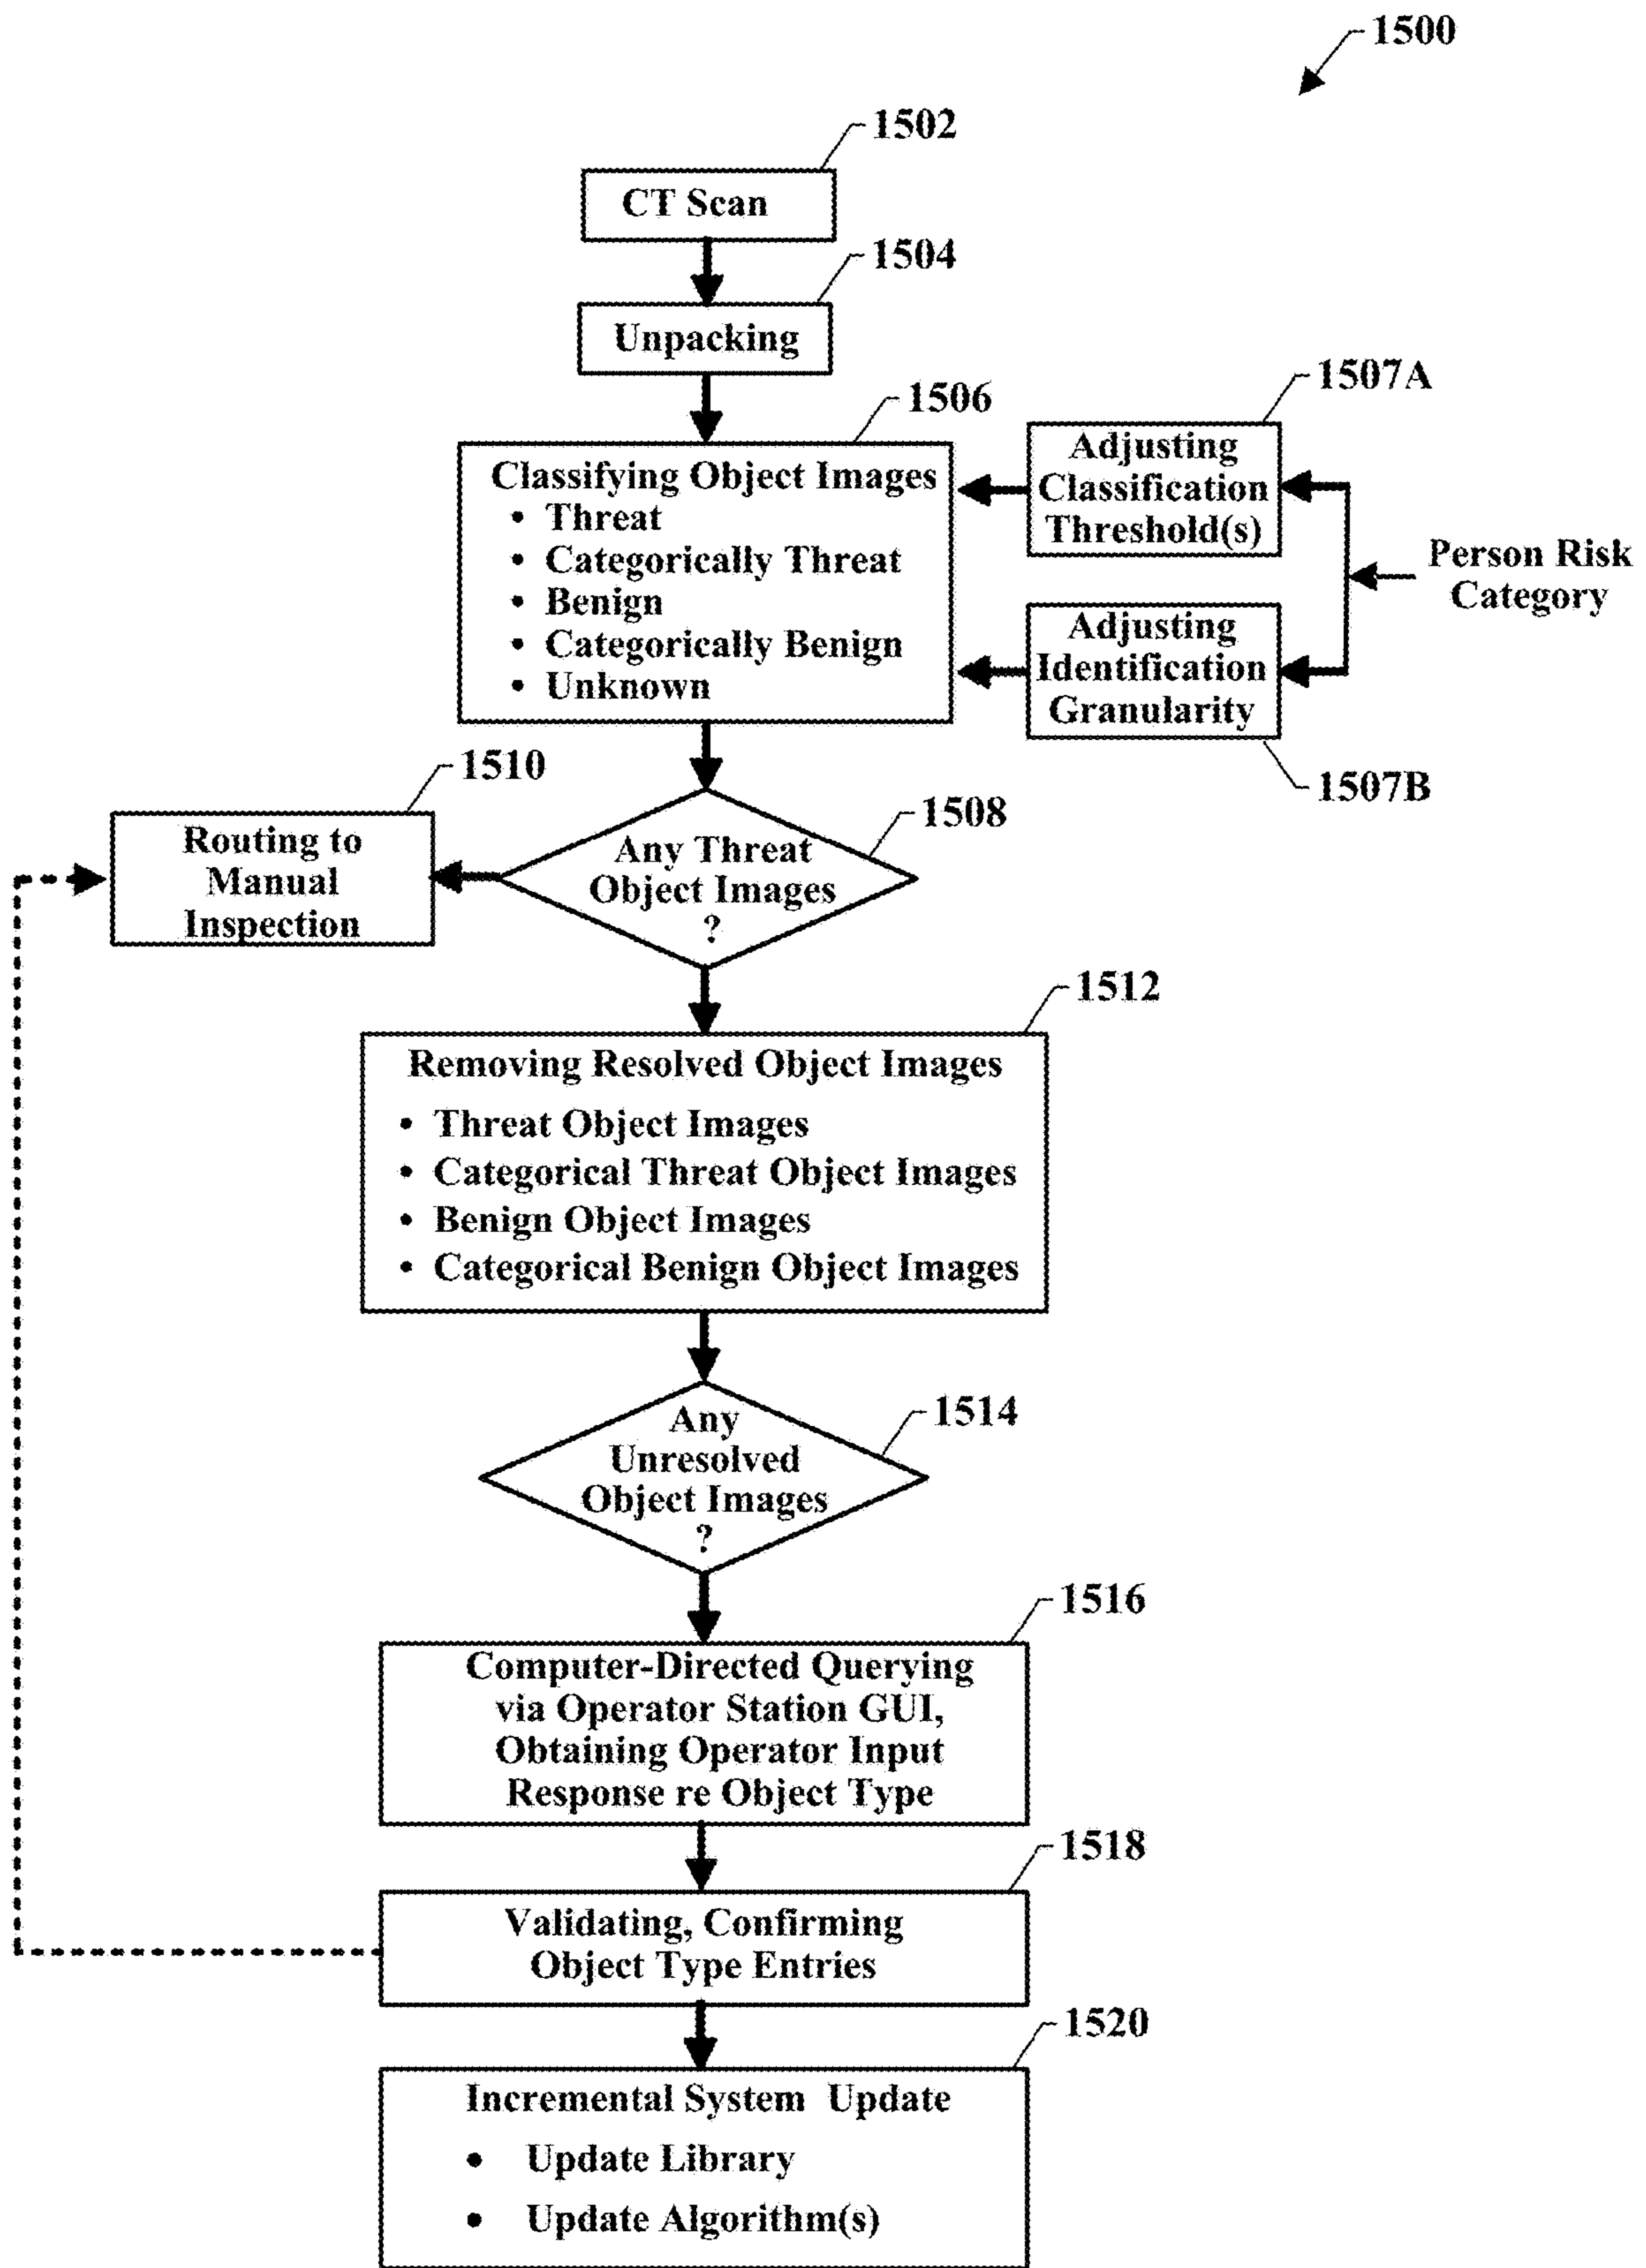 1500
1502
CT Scan
1504
Unpacking
1506
Classifying Object Images
• Threat
• Categorically Threat
• Benign
• Categorically Benign
• Unknown
1507A
Adjusting
Classification
Threshold(s)
Person Risk
Category
Adjusting
Identification
Granularity
1507B
1510
Routing to
Manual
Inspection
1508
Any Threat
Object Images
?
1512
Removing Resolved Object Images
• Threat Object Images
• Categorical Threat Object Images
• Benign Object Images
• Categorical Benign Object Images
1514
Any
Unresolved
Object Images
?
1516
Computer-Directed Querying
via Operator Station GUI,
Obtaining Operator Input
Response re Object Type
1518
Validating, Confirming
Object Type Entries
1520
Incremental System Update
• Update Library
• Update Algorithm(s)